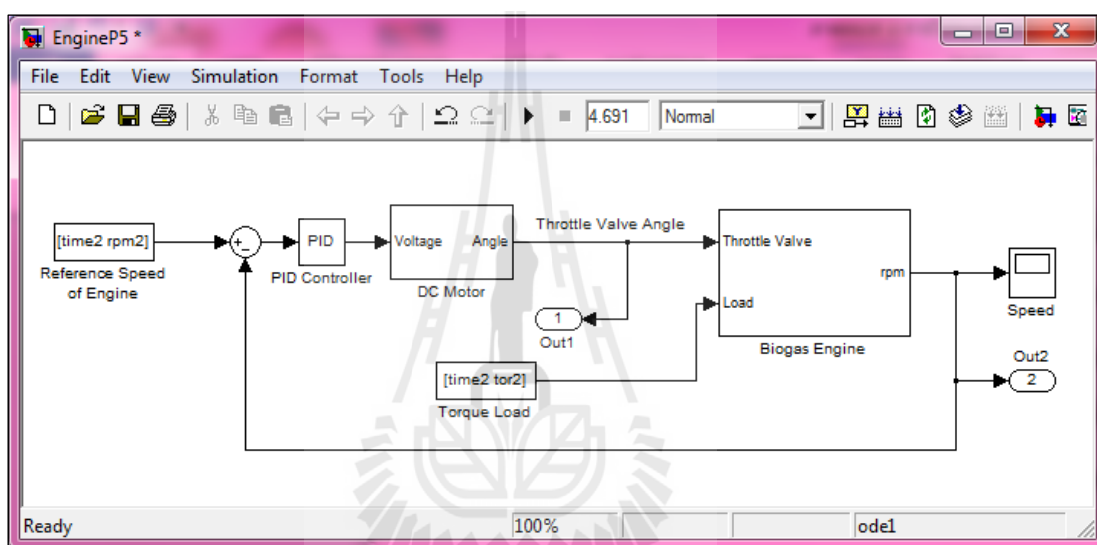 EngineP5 *
File Edit View Simulation Format Tools Help
4.691 Normal
Throttle Valve Angle
[time2 rpm2]
+
-
PID
Voltage Angle
Throttle Valve
rpm
Load
Reference Speed
of Engine
PID Controller
DC Motor
Speed
1
Out1
Biogas Engine
Out2
2
[time2 tor2]
Torque Load
Ready 100% ode1